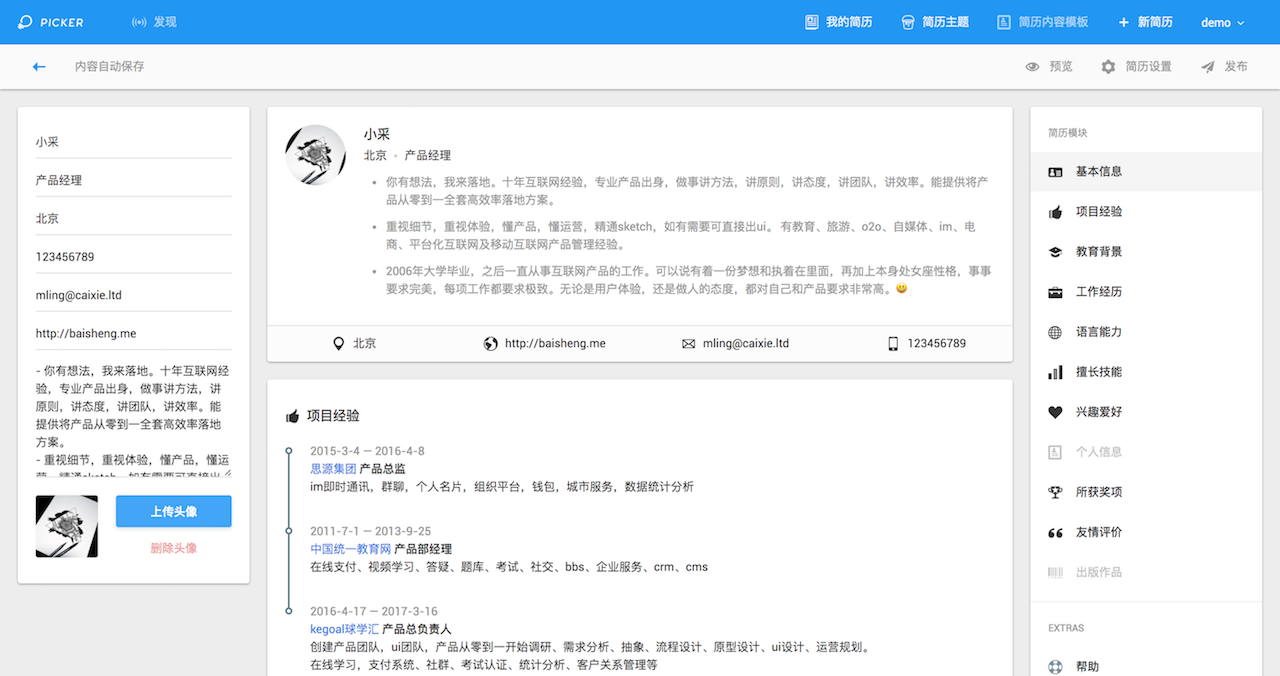 PICKER
发现
我的简历
简历主题
简历内容模板
新简历
demo
内容自动保存
预览
简历设置
发布
小采
产品经理
北京
123456789
mling@caixie.ltd
http://baisheng.me
- 你有想法，我来落地。十年互联网经
验，专业产品出身，做事讲方法，讲
原则，讲态度，讲团队，讲效率。能
提供将产品从零到一全套高效率落地
方案。
- 重视细节，重视体验，懂产品，懂运
营，精通sketch，如有需要可直接出
上传头像
删除头像
小采
北京 • 产品经理
• 你有想法，我来落地。十年互联网经验，专业产品出身，做事讲方法，讲原则，讲态度，讲团队，讲效率。能提供将产
品从零到一全套高效率落地方案。
• 重视细节，重视体验，懂产品，懂运营，精通sketch，如有需要可直接出ui。 有教育、旅游、o2o、自媒体、im、电
商、平台化互联网及移动互联网产品管理经验。
• 2006年大学毕业，之后一直从事互联网产品的工作。可以说有着一份梦想和执着在里面，再加上本身处女座性格，事事
要求完美，每项工作都要求极致。无论是用户体验，还是做人的态度，都对自己和产品要求非常高。😀
北京
http://baisheng.me
mling@caixie.ltd
123456789
项目经验
2015-3-4 — 2016-4-8
思源集团 产品总监
im即时通讯，群聊，个人名片，组织平台，钱包，城市服务，数据统计分析
2011-7-1 — 2013-9-25
中国统一教育网 产品部经理
在线支付、视频学习、答疑、题库、考试、社交、bbs、企业服务、crm、cms
2016-4-17 — 2017-3-16
kegoal球学汇 产品总负责人
创建产品团队，ui团队，产品从零到一开始调研、需求分析、抽象、流程设计、原型设计、ui设计、运营规划。
在线学习，支付系统、社群、考试认证、统计分析、客户关系管理等
简历模块
基本信息
项目经验
教育背景
工作经历
语言能力
擅长技能
兴趣爱好
个人信息
所获奖项
友情评价
出版作品
EXTRAS
帮助